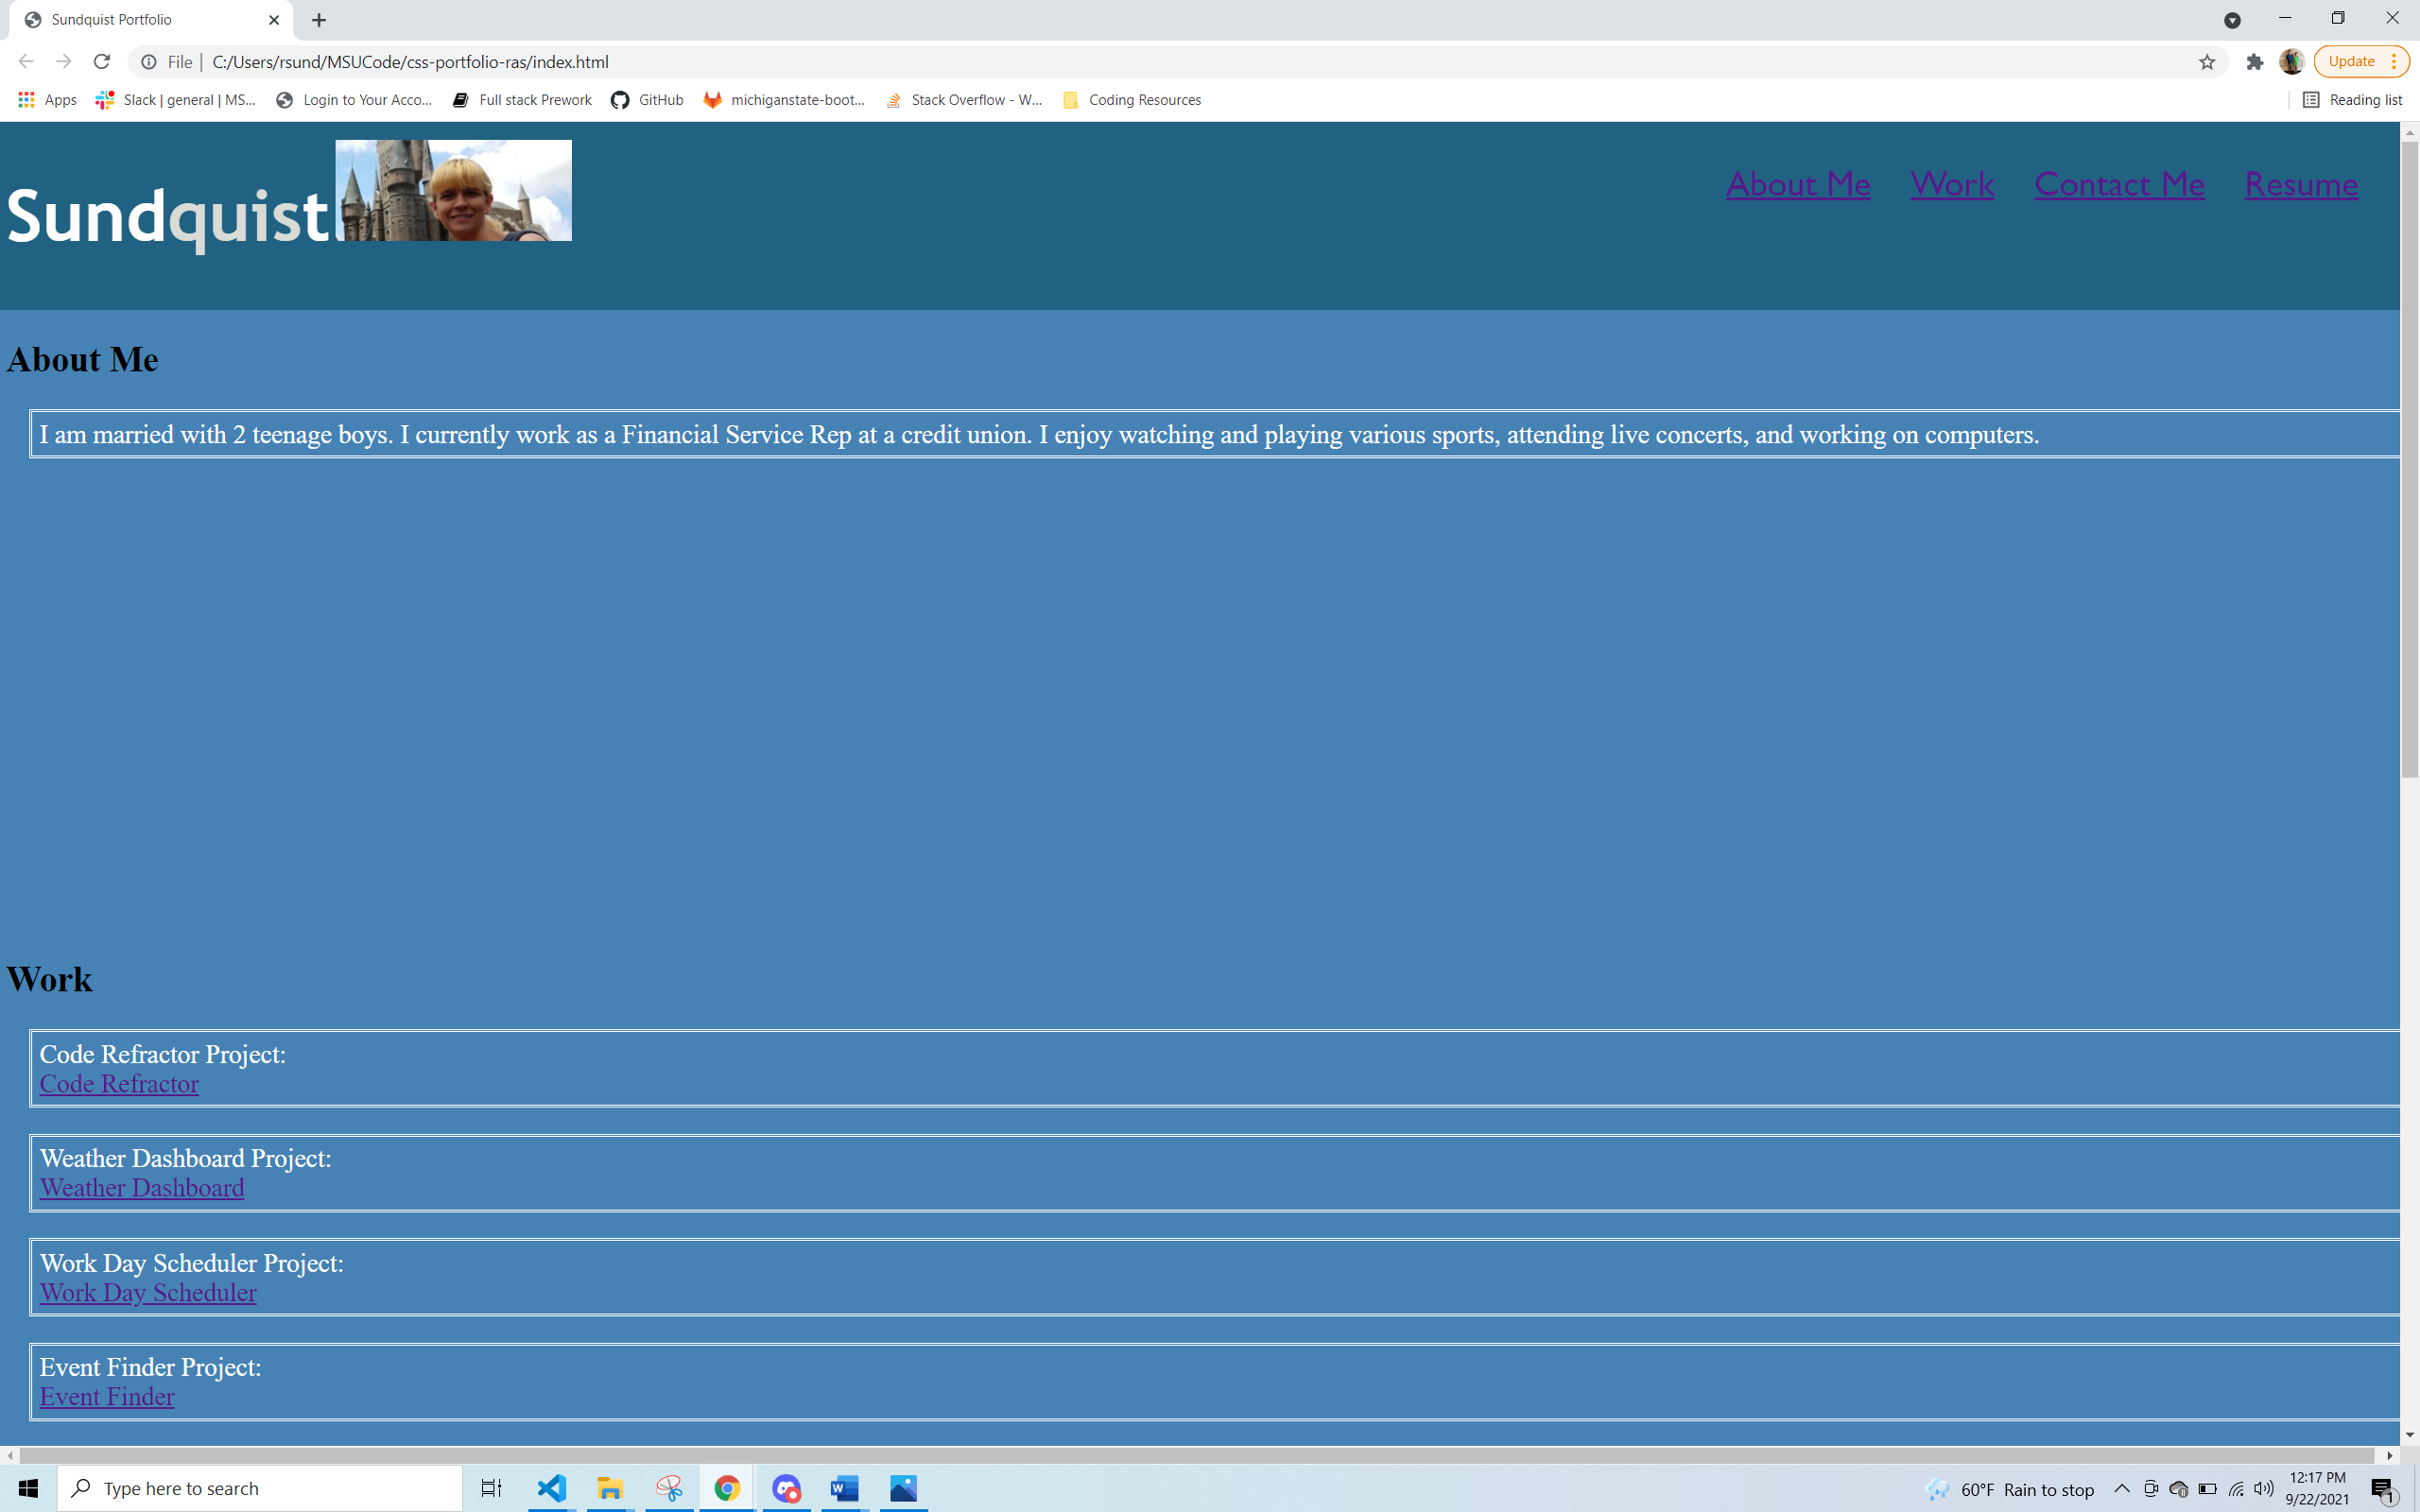 Sundquist Portfolio
File | C:/Users/rsund/MSUCode/css-portfolio-ras/index.html
Update
Apps Slack | general | MS... Login to Your Acco... Full stack Prework GitHub michiganstate-boot... Stack Overflow - W... Coding Resources Reading list
Sundquist
About Me Work Contact Me Resume
About Me
I am married with 2 teenage boys. I currently work as a Financial Service Rep at a credit union. I enjoy watching and playing various sports, attending live concerts, and working on computers.
Work
Code Refractor Project:
Code Refractor
Weather Dashboard Project:
Weather Dashboard
Work Day Scheduler Project:
Work Day Scheduler
Event Finder Project:
Event Finder
Type here to search
W
60°F Rain to stop
12:17 PM
9/22/2021
1